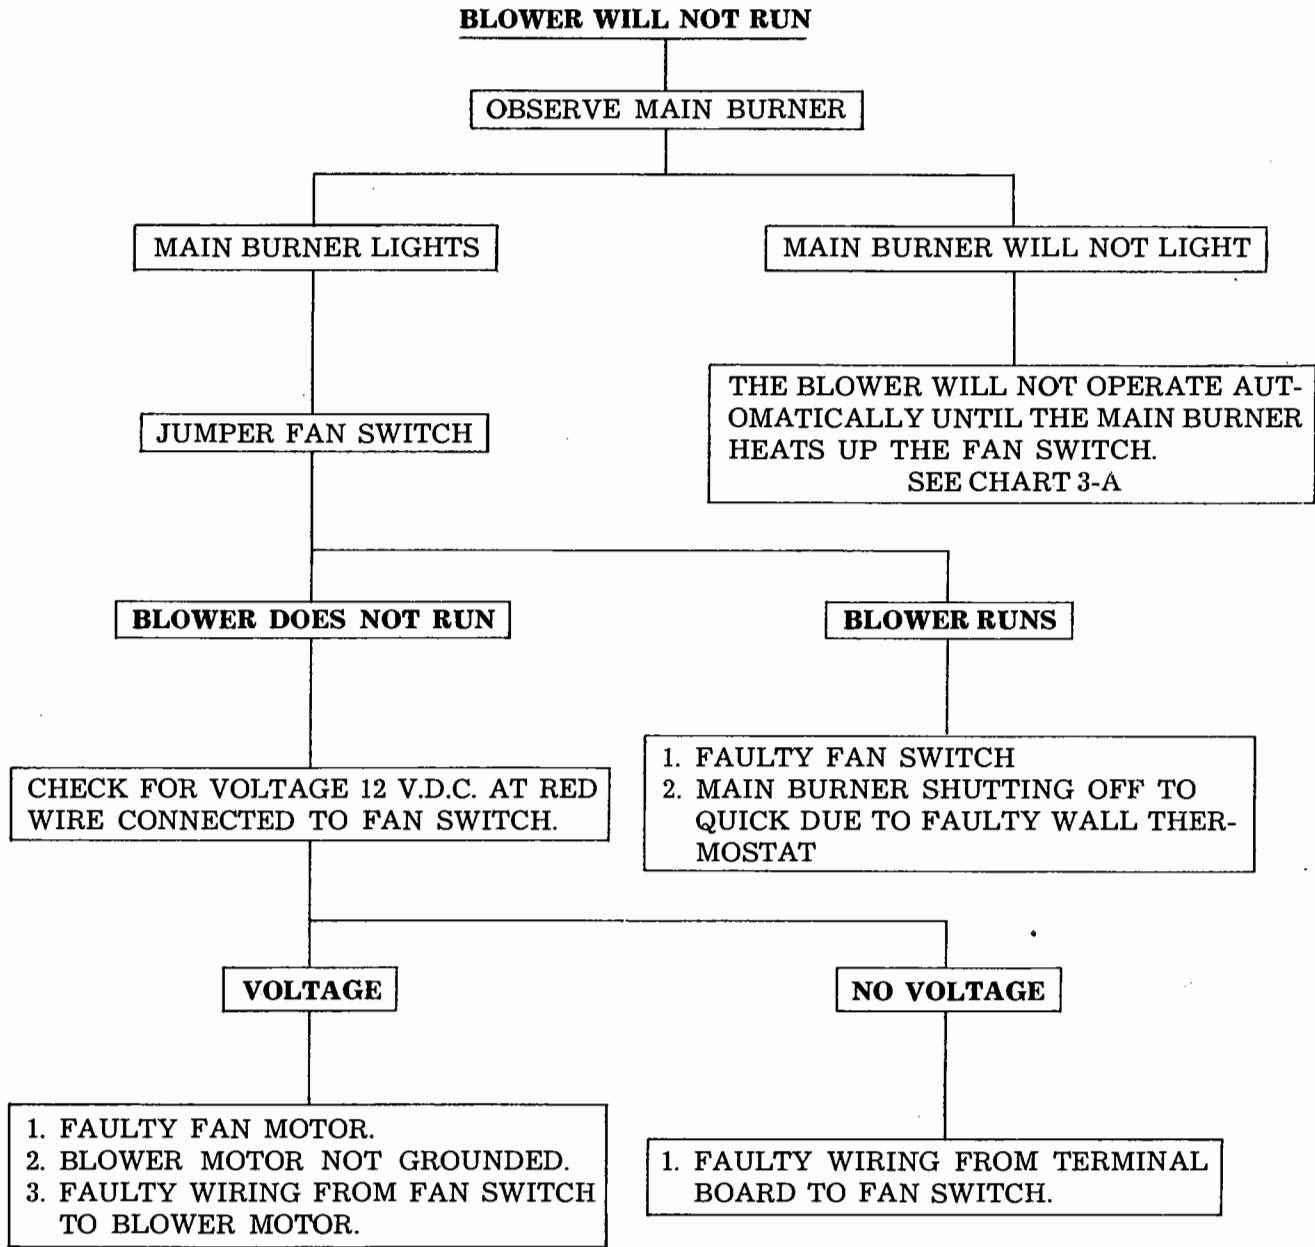 BLOWER WILL NOT RUN
OBSERVE MAIN BURNER
MAIN BURNER LIGHTS
MAIN BURNER WILL NOT LIGHT
THE BLOWER WILL NOT OPERATE AUT-
OMATICALLY UNTIL THE MAIN BURNER
HEATS UP THE FAN SWITCH.
SEE CHART 3-A
JUMPER FAN SWITCH
BLOWER DOES NOT RUN
BLOWER RUNS
CHECK FOR VOLTAGE 12 V.D.C. AT RED
WIRE CONNECTED TO FAN SWITCH.
1. FAULTY FAN SWITCH
2. MAIN BURNER SHUTTING OFF TO
QUICK DUE TO FAULTY WALL THER-
MOSTAT
VOLTAGE
NO VOLTAGE
1. FAULTY FAN MOTOR.
2. BLOWER MOTOR NOT GROUNDED.
3. FAULTY WIRING FROM FAN SWITCH
TO BLOWER MOTOR.
1. FAULTY WIRING FROM TERMINAL
BOARD TO FAN SWITCH.